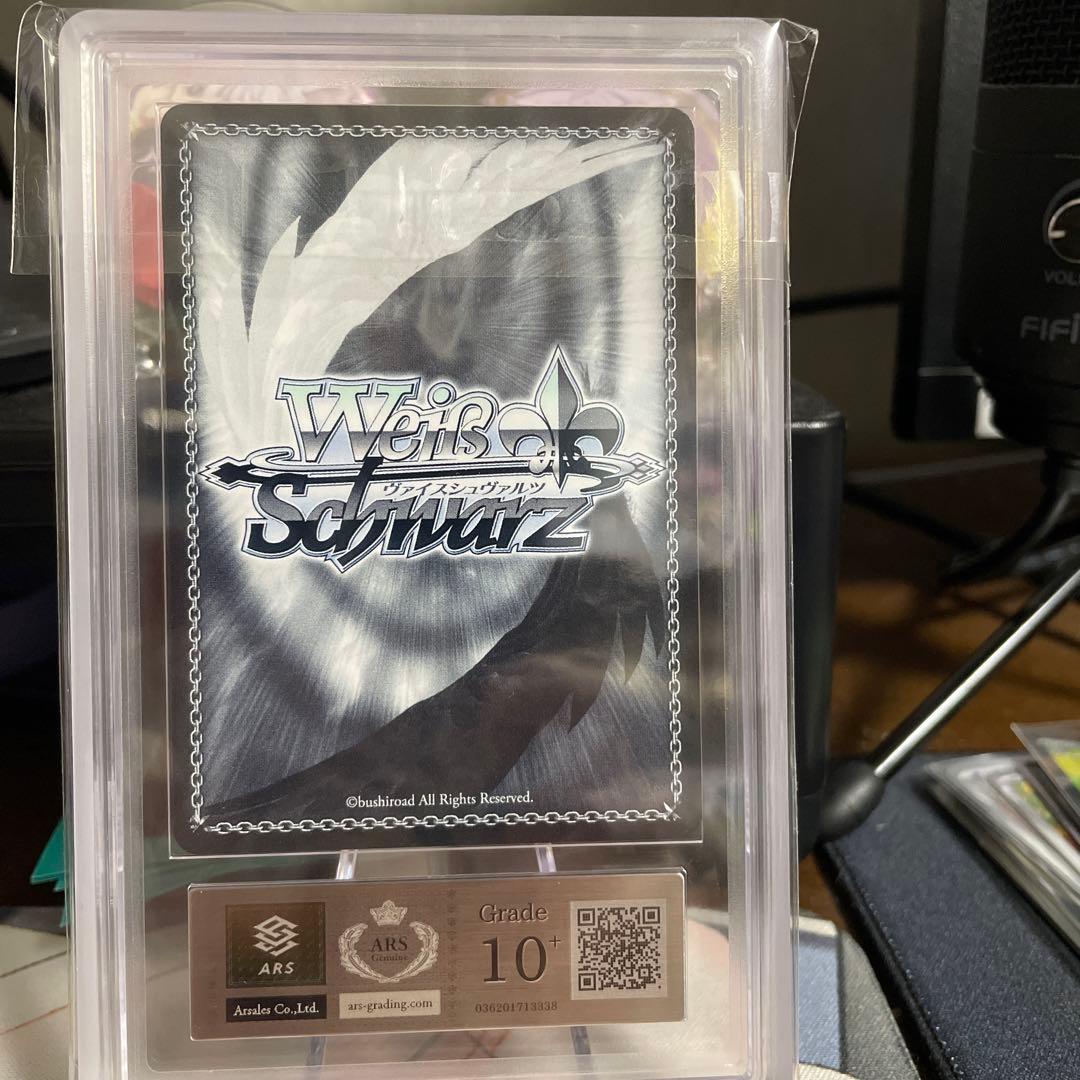 Weiß
ヴァイスシュヴァルツ
Schwarz
©bushiroad All Rights Reserved.
ARS
Arsales Co.,Ltd.
ARS
Genuine
ars-grading.com
Grade
10+
036201713338
VOL
FIFI